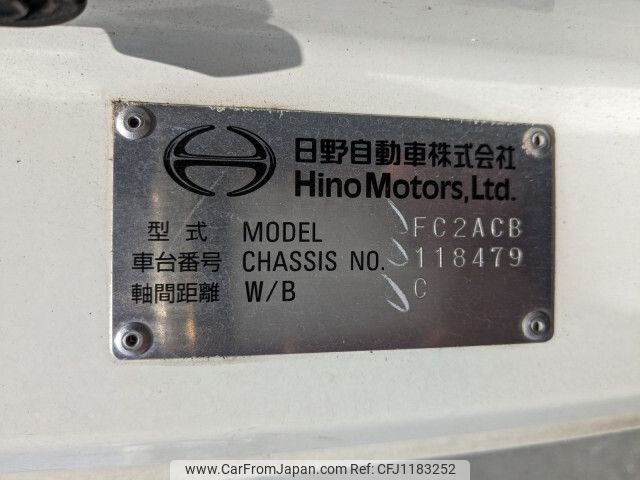 日野自動車株式会社
Hino Motors, Ltd.
型式 MODEL FC2ACB
車台番号 CHASSIS NO. 118479
軸間距離 W/B C
www.CarFromJapan.com - CFJ1183252